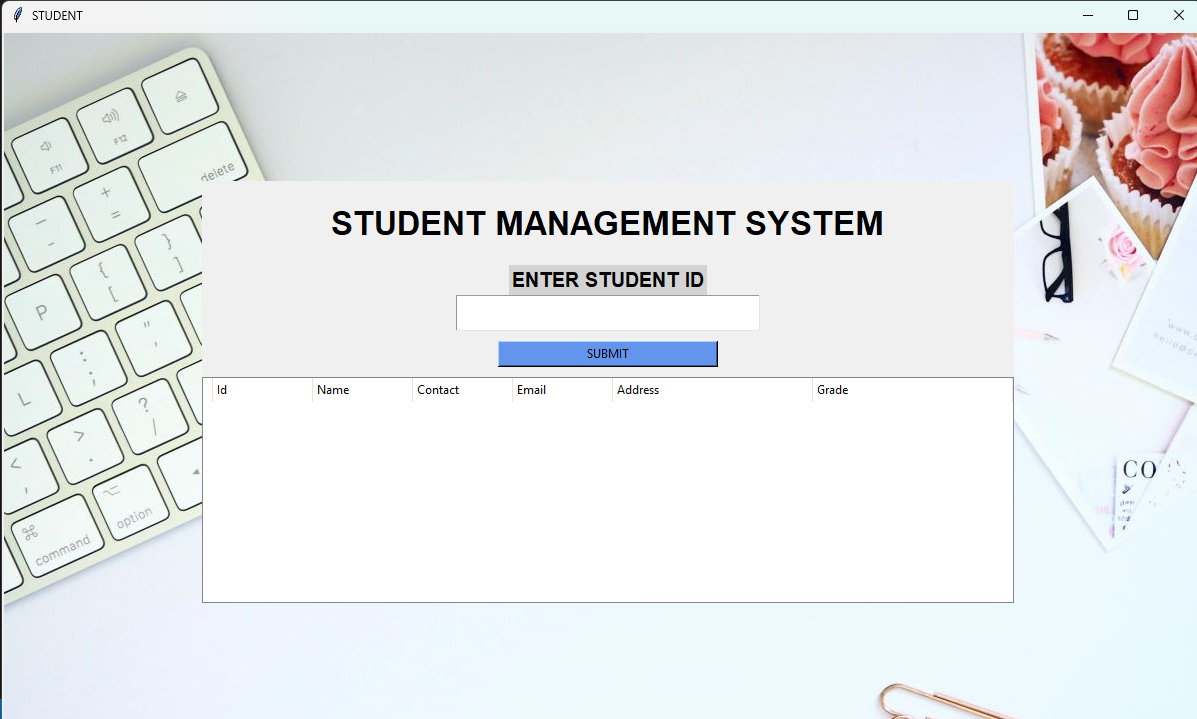 STUDENT
F11
F12
delete
+
=
–
-
}
]
{
[
P
"
'
:
;
L
?
/
>
.
<
,
option
command
STUDENT MANAGEMENT SYSTEM
ENTER STUDENT ID
SUBMIT
Id Name Contact Email Address Grade
CO